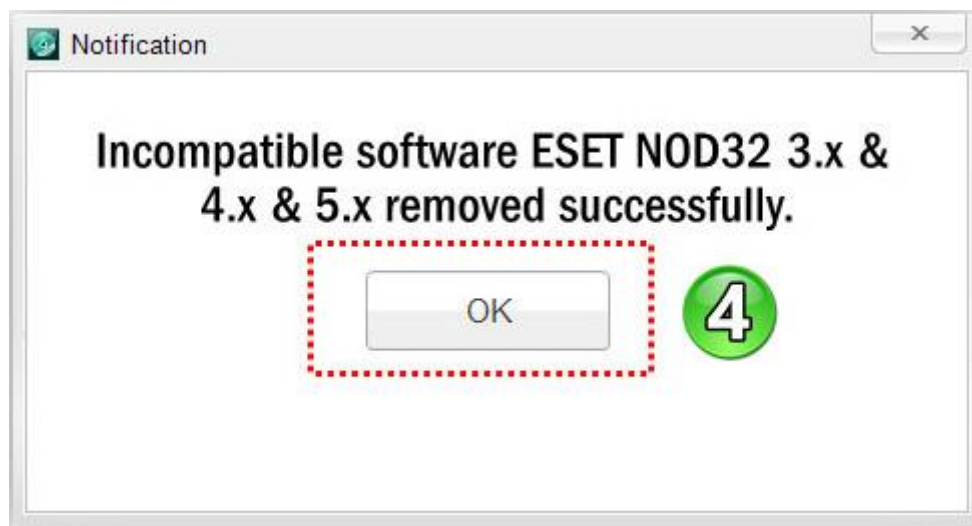 Notification
Incompatible software ESET NOD32 3.x &
4.x & 5.x removed successfully.
OK
4